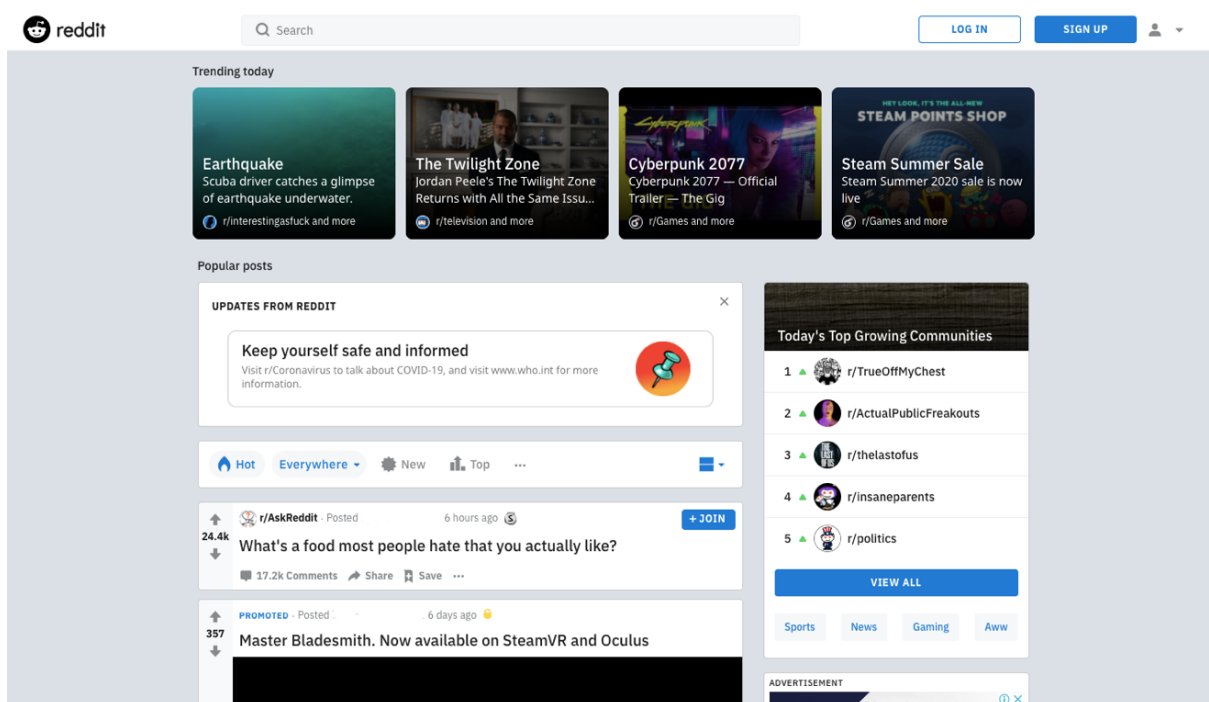 reddit
Search
LOG IN
SIGN UP
Trending today
HEY LOOK, IT'S THE ALL-NEW
STEAM POINTS SHOP
Earthquake
Scuba driver catches a glimpse
of earthquake underwater.
r/interestingasfuck and more
The Twilight Zone
Jordan Peele's The Twilight Zone
Returns with All the Same Issu...
r/television and more
Cyberpunk
Cyberpunk 2077
Cyberpunk 2077 — Official
Trailer — The Gig
THE GIG
r/Games and more
Steam Summer Sale
Steam Summer 2020 sale is now
live
r/Games and more
Popular posts
UPDATES FROM REDDIT
Keep yourself safe and informed
Visit r/Coronavirus to talk about COVID-19, and visit www.who.int for more
information.
Hot
Everywhere
New
Top
24.4k
r/AskReddit · Posted 6 hours ago
+ JOIN
What's a food most people hate that you actually like?
17.2k Comments
Share
Save
357
PROMOTED · Posted 6 days ago
Master Bladesmith. Now available on SteamVR and Oculus
Today's Top Growing Communities
1 r/TrueOffMyChest
2 r/ActualPublicFreakouts
3 r/thelastofus
4 r/insaneparents
5 r/politics
VIEW ALL
Sports
News
Gaming
Aww
ADVERTISEMENT